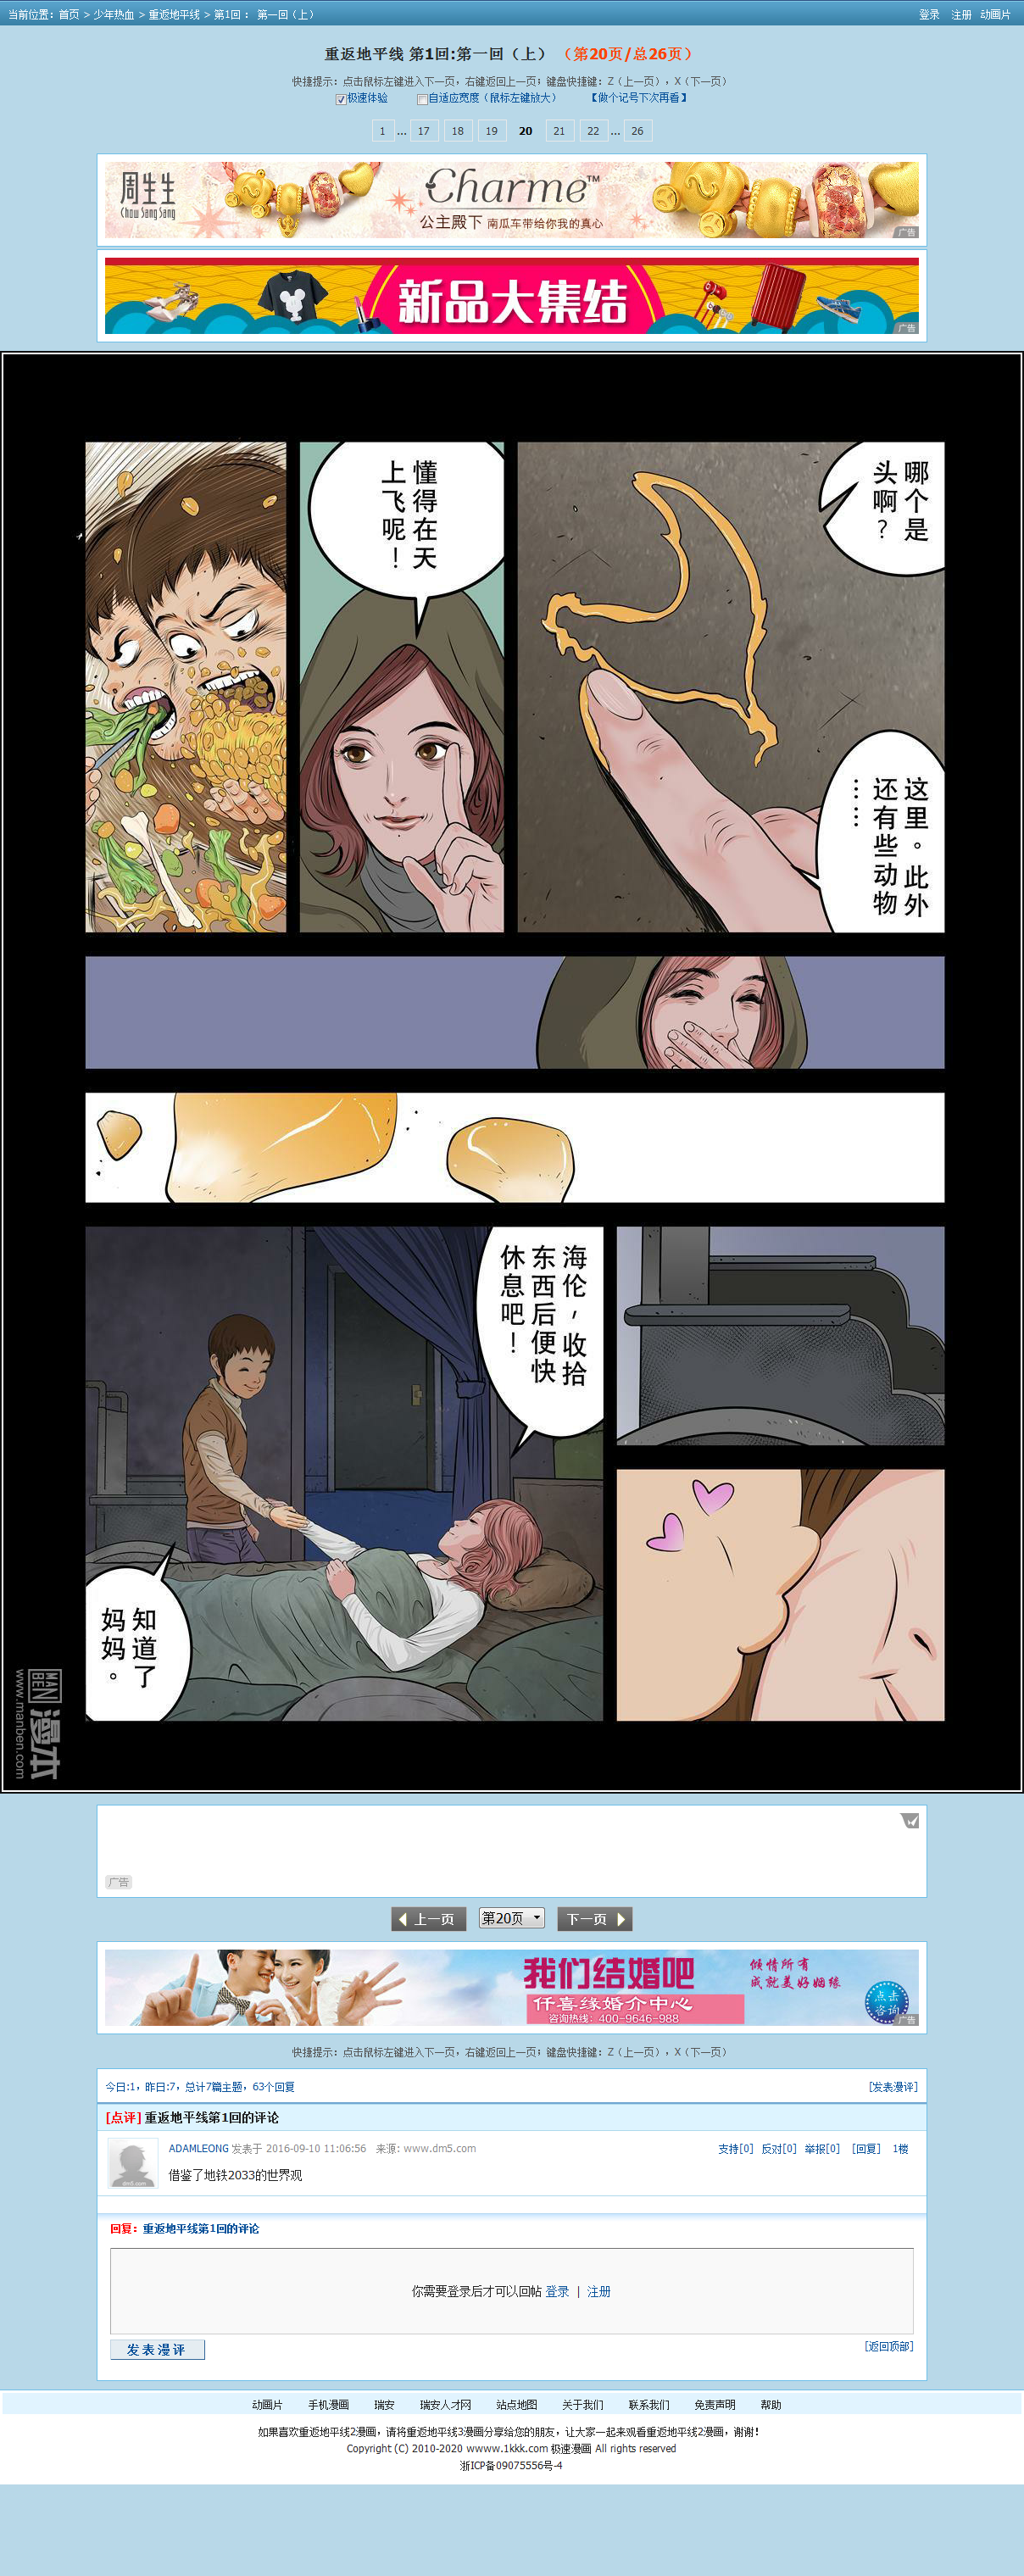 当前位置：首页 > 少年热血 > 重返地平线 > 第1回 ： 第一回（上）
登录 注册 动画片
重返地平线 第1回:第一回（上） （第20页/总26页）
快捷提示：点击鼠标左键进入下一页，右键返回上一页；键盘快捷键：Z（上一页），X（下一页）
极速体验 自适应宽度（鼠标左键放大） 【做个记号下次再看】
1 ... 17 18 19 20 21 22 ... 26
周生生
Chow Sang Sang
Charme™
公主殿下 南瓜车带给你我的真心
广告
新品大集结
广告
哪个是
头啊？
懂得在天
上飞呢！
这里。此外
还有些动物
……
海伦，收拾
东西后便快
休息吧！
知道了
妈妈。
MAN
BEN
漫本
www.manben.com
广告
上一页 第20页 下一页
我们结婚吧
仟喜缘婚介中心
咨询热线：400-9646-988
倾情所有
成就美好姻缘
点击
咨询
广告
快捷提示：点击鼠标左键进入下一页，右键返回上一页；键盘快捷键：Z（上一页），X（下一页）
今日:1，昨日:7，总计7篇主题，63个回复
[发表漫评]
[点评] 重返地平线第1回的评论
ADAMLEONG 发表于 2016-09-10 11:06:56 来源: www.dm5.com
支持[0] 反对[0] 举报[0] [回复] 1楼
dm5.com
借鉴了地铁2033的世界观
回复：重返地平线第1回的评论
你需要登录后才可以回帖 登录 | 注册
发表漫评
[返回顶部]
动画片 手机漫画 瑞安 瑞安人才网 站点地图 关于我们 联系我们 免责声明 帮助
如果喜欢重返地平线2漫画，请将重返地平线3漫画分享给您的朋友，让大家一起来观看重返地平线2漫画，谢谢！
Copyright (C) 2010-2020 wwww.1kkk.com 极速漫画 All rights reserved
浙ICP备09075556号-4